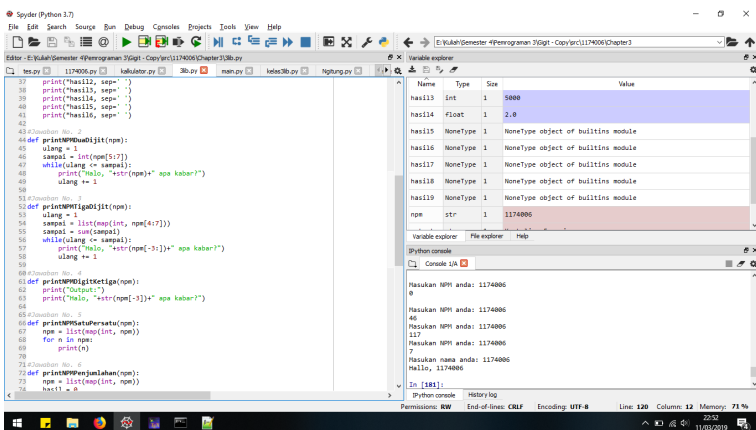 Spyder (Python 3.7)
File Edit Search Source Run Debug Consoles Projects Tools View Help
E:\Kuliah\Semester 4\Pemrograman 3\Gigit - Copy\src\1174006\Chapter3
Editor - E:\Kuliah\Semester 4\Pemrograman 3\Gigit - Copy\src\1174006\Chapter3\3lib.py
tes.py 1174006.py kalkulator.py 3lib.py main.py kelas3lib.py Ngitung.py
37 print(*hasil2, sep=' ')
38 print(*hasil3, sep=' ')
39 print(*hasil4, sep=' ')
40 print(*hasil5, sep=' ')
41 print(*hasil6, sep=' ')
42
43 #Jawaban No. 2
44 def printNPMDuaDijit(npm):
45 ulang = 1
46 sampai = int(npm[5:7])
47 while(ulang <= sampai):
48 print("Halo, "+str(npm)+" apa kabar?")
49 ulang += 1
50
51 #Jawaban No. 3
52 def printNPMTigaDijit(npm):
53 ulang = 1
54 sampai = list(map(int, npm[4:7]))
55 sampai = sum(sampai)
56 while(ulang <= sampai):
57 print("Halo, "+str(npm[-3:])+" apa kabar?")
58 ulang += 1
59
60 #Jawaban No. 4
61 def printNPMDigitKetiga(npm):
62 print("Output:")
63 print("Halo, "+str(npm[-3])+" apa kabar?")
64
65 #Jawaban No. 5
66 def printNPMSatuPersatu(npm):
67 npm = list(map(int, npm))
68 for n in npm:
69 print(n)
70
71 #Jawaban No. 6
72 def printNPMPenjumlahan(npm):
73 npm = list(map(int, npm))
74 hasil = 0
Variable explorer
Name Type Size Value
hasil3 int 1 5000
hasil4 float 1 2.0
hasil5 NoneType 1 NoneType object of builtins module
hasil6 NoneType 1 NoneType object of builtins module
hasil7 NoneType 1 NoneType object of builtins module
hasil8 NoneType 1 NoneType object of builtins module
hasil9 NoneType 1 NoneType object of builtins module
npm str 1 1174006
Variable explorer File explorer Help
IPython console
Console 1/A
Masukan NPM anda: 1174006
0
Masukan NPM anda: 1174006
46
Masukan NPM anda: 1174006
117
Masukan NPM anda: 1174006
7
Masukan nama anda: 1174006
Hallo, 1174006
In [101]:
IPython console History log
Permissions: RW End-of-lines: CRLF Encoding: UTF-8 Line: 120 Column: 12 Memory: 71 %
22:52
11/03/2019